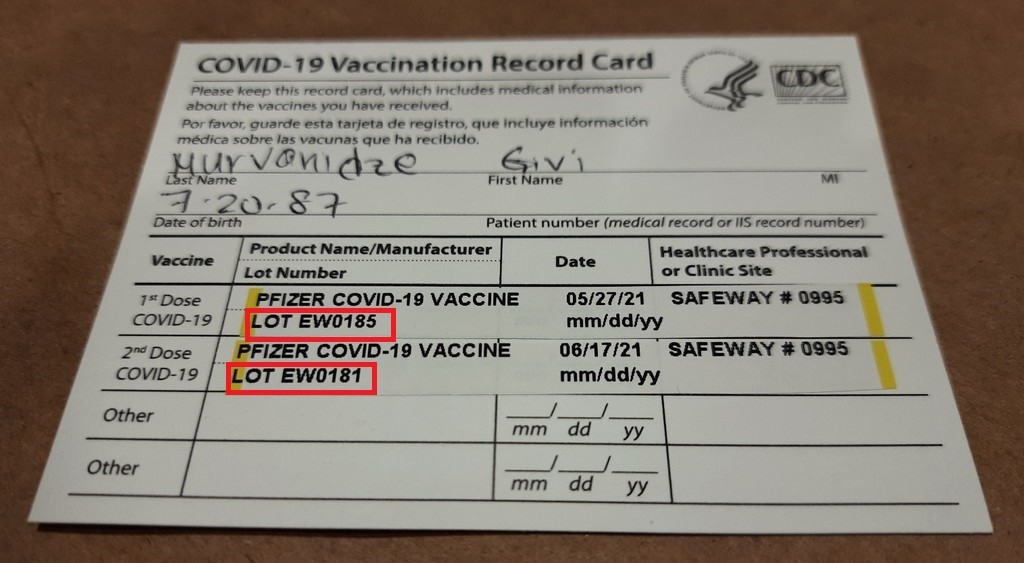 COVID-19 Vaccination Record Card
CDC
Please keep this record card, which includes medical information
about the vaccines you have received.
Por favor, guarde esta tarjeta de registro, que incluye información
médica sobre las vacunas que ha recibido.
Murvanidze Givi
Last Name First Name MI
7·20·87
Date of birth Patient number (medical record or IIS record number)
Vaccine Product Name/Manufacturer Date Healthcare Professional
Lot Number or Clinic Site
1st Dose PFIZER COVID-19 VACCINE 05/27/21 SAFEWAY # 0995
COVID-19 LOT EW0185 mm/dd/yy
2nd Dose PFIZER COVID-19 VACCINE 06/17/21 SAFEWAY # 0995
COVID-19 LOT EW0181 mm/dd/yy
Other ___/___/___
mm dd yy
Other ___/___/___
mm dd yy